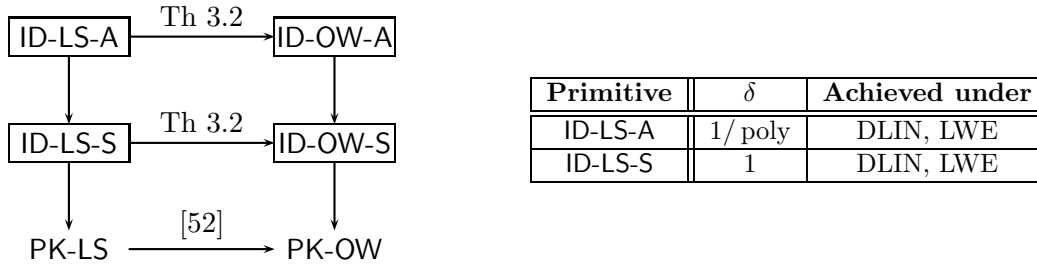 ID-LS-A Th 3.2 ID-OW-A
ID-LS-S Th 3.2 ID-OW-S
PK-LS [52] PK-OW
Primitive δ Achieved under
ID-LS-A 1/ poly DLIN, LWE
ID-LS-S 1 DLIN, LWE